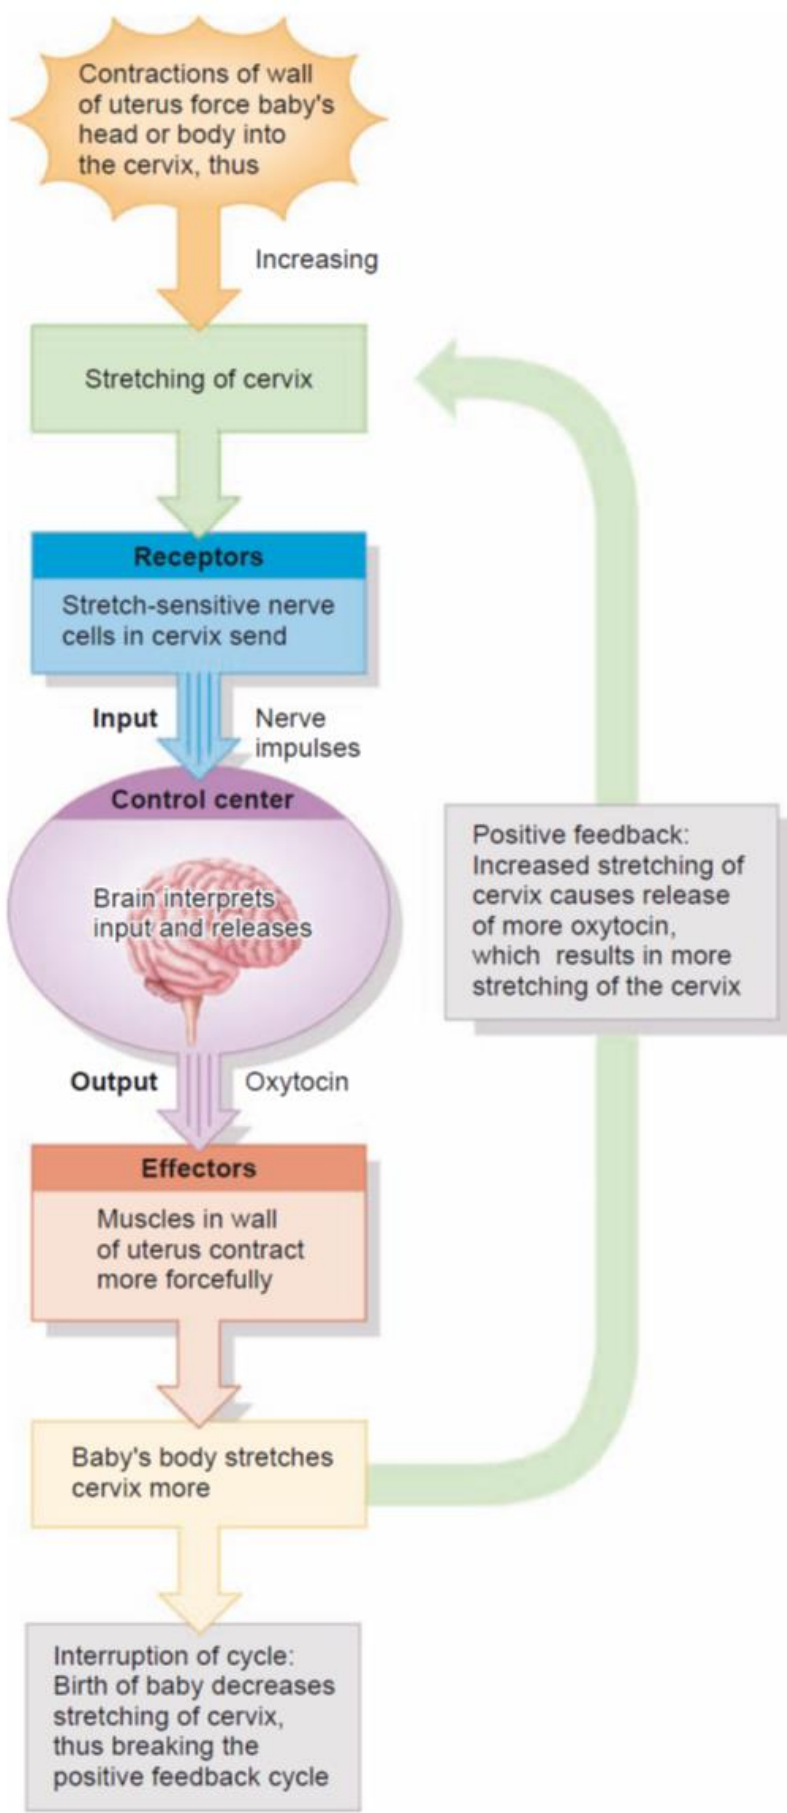 Contractions of wall
of uterus force baby's
head or body into
the cervix, thus
Increasing
Stretching of cervix
Receptors
Stretch-sensitive nerve
cells in cervix send
Input
Nerve
impulses
Control center
Brain interprets
input and releases
Output
Oxytocin
Effectors
Muscles in wall
of uterus contract
more forcefully
Baby's body stretches
cervix more
Interruption of cycle:
Birth of baby decreases
stretching of cervix,
thus breaking the
positive feedback cycle
Positive feedback:
Increased stretching of
cervix causes release
of more oxytocin,
which results in more
stretching of the cervix